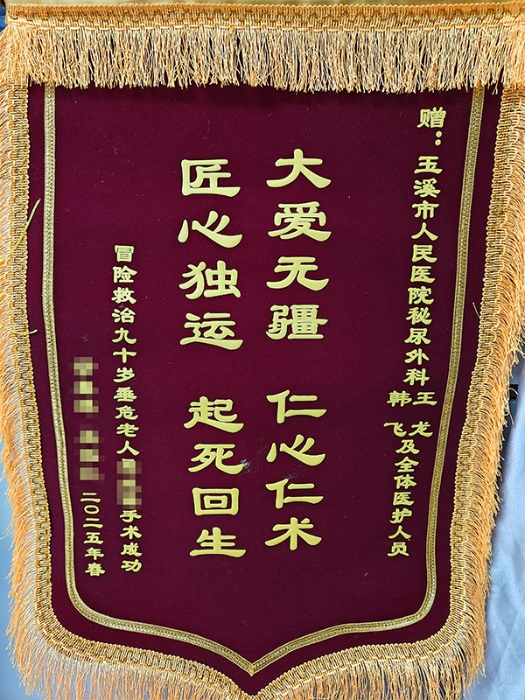 赠：玉溪市人民医院秘尿外科王龙韩飞及全体医护人员
大爱无疆 仁心仁术
匠心独运 起死回生
冒险救治九十岁垂危老人手术成功
二〇二五年春